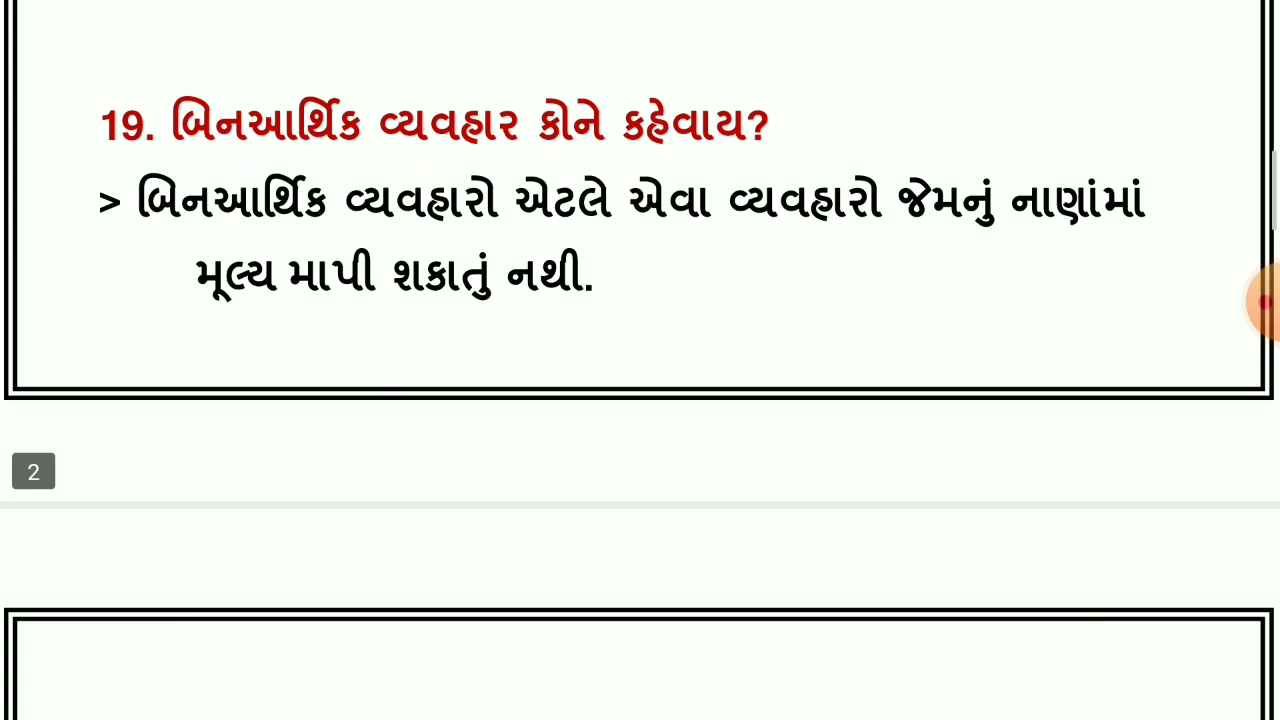 19. બિનઆર્થિક વ્યવહાર કોને કહેવાય?
> બિનઆર્થિક વ્યવહારો એટલે એવા વ્યવહારો જેમનું નાણાંમાં
મૂલ્ય માપી શકાતું નથી.
2